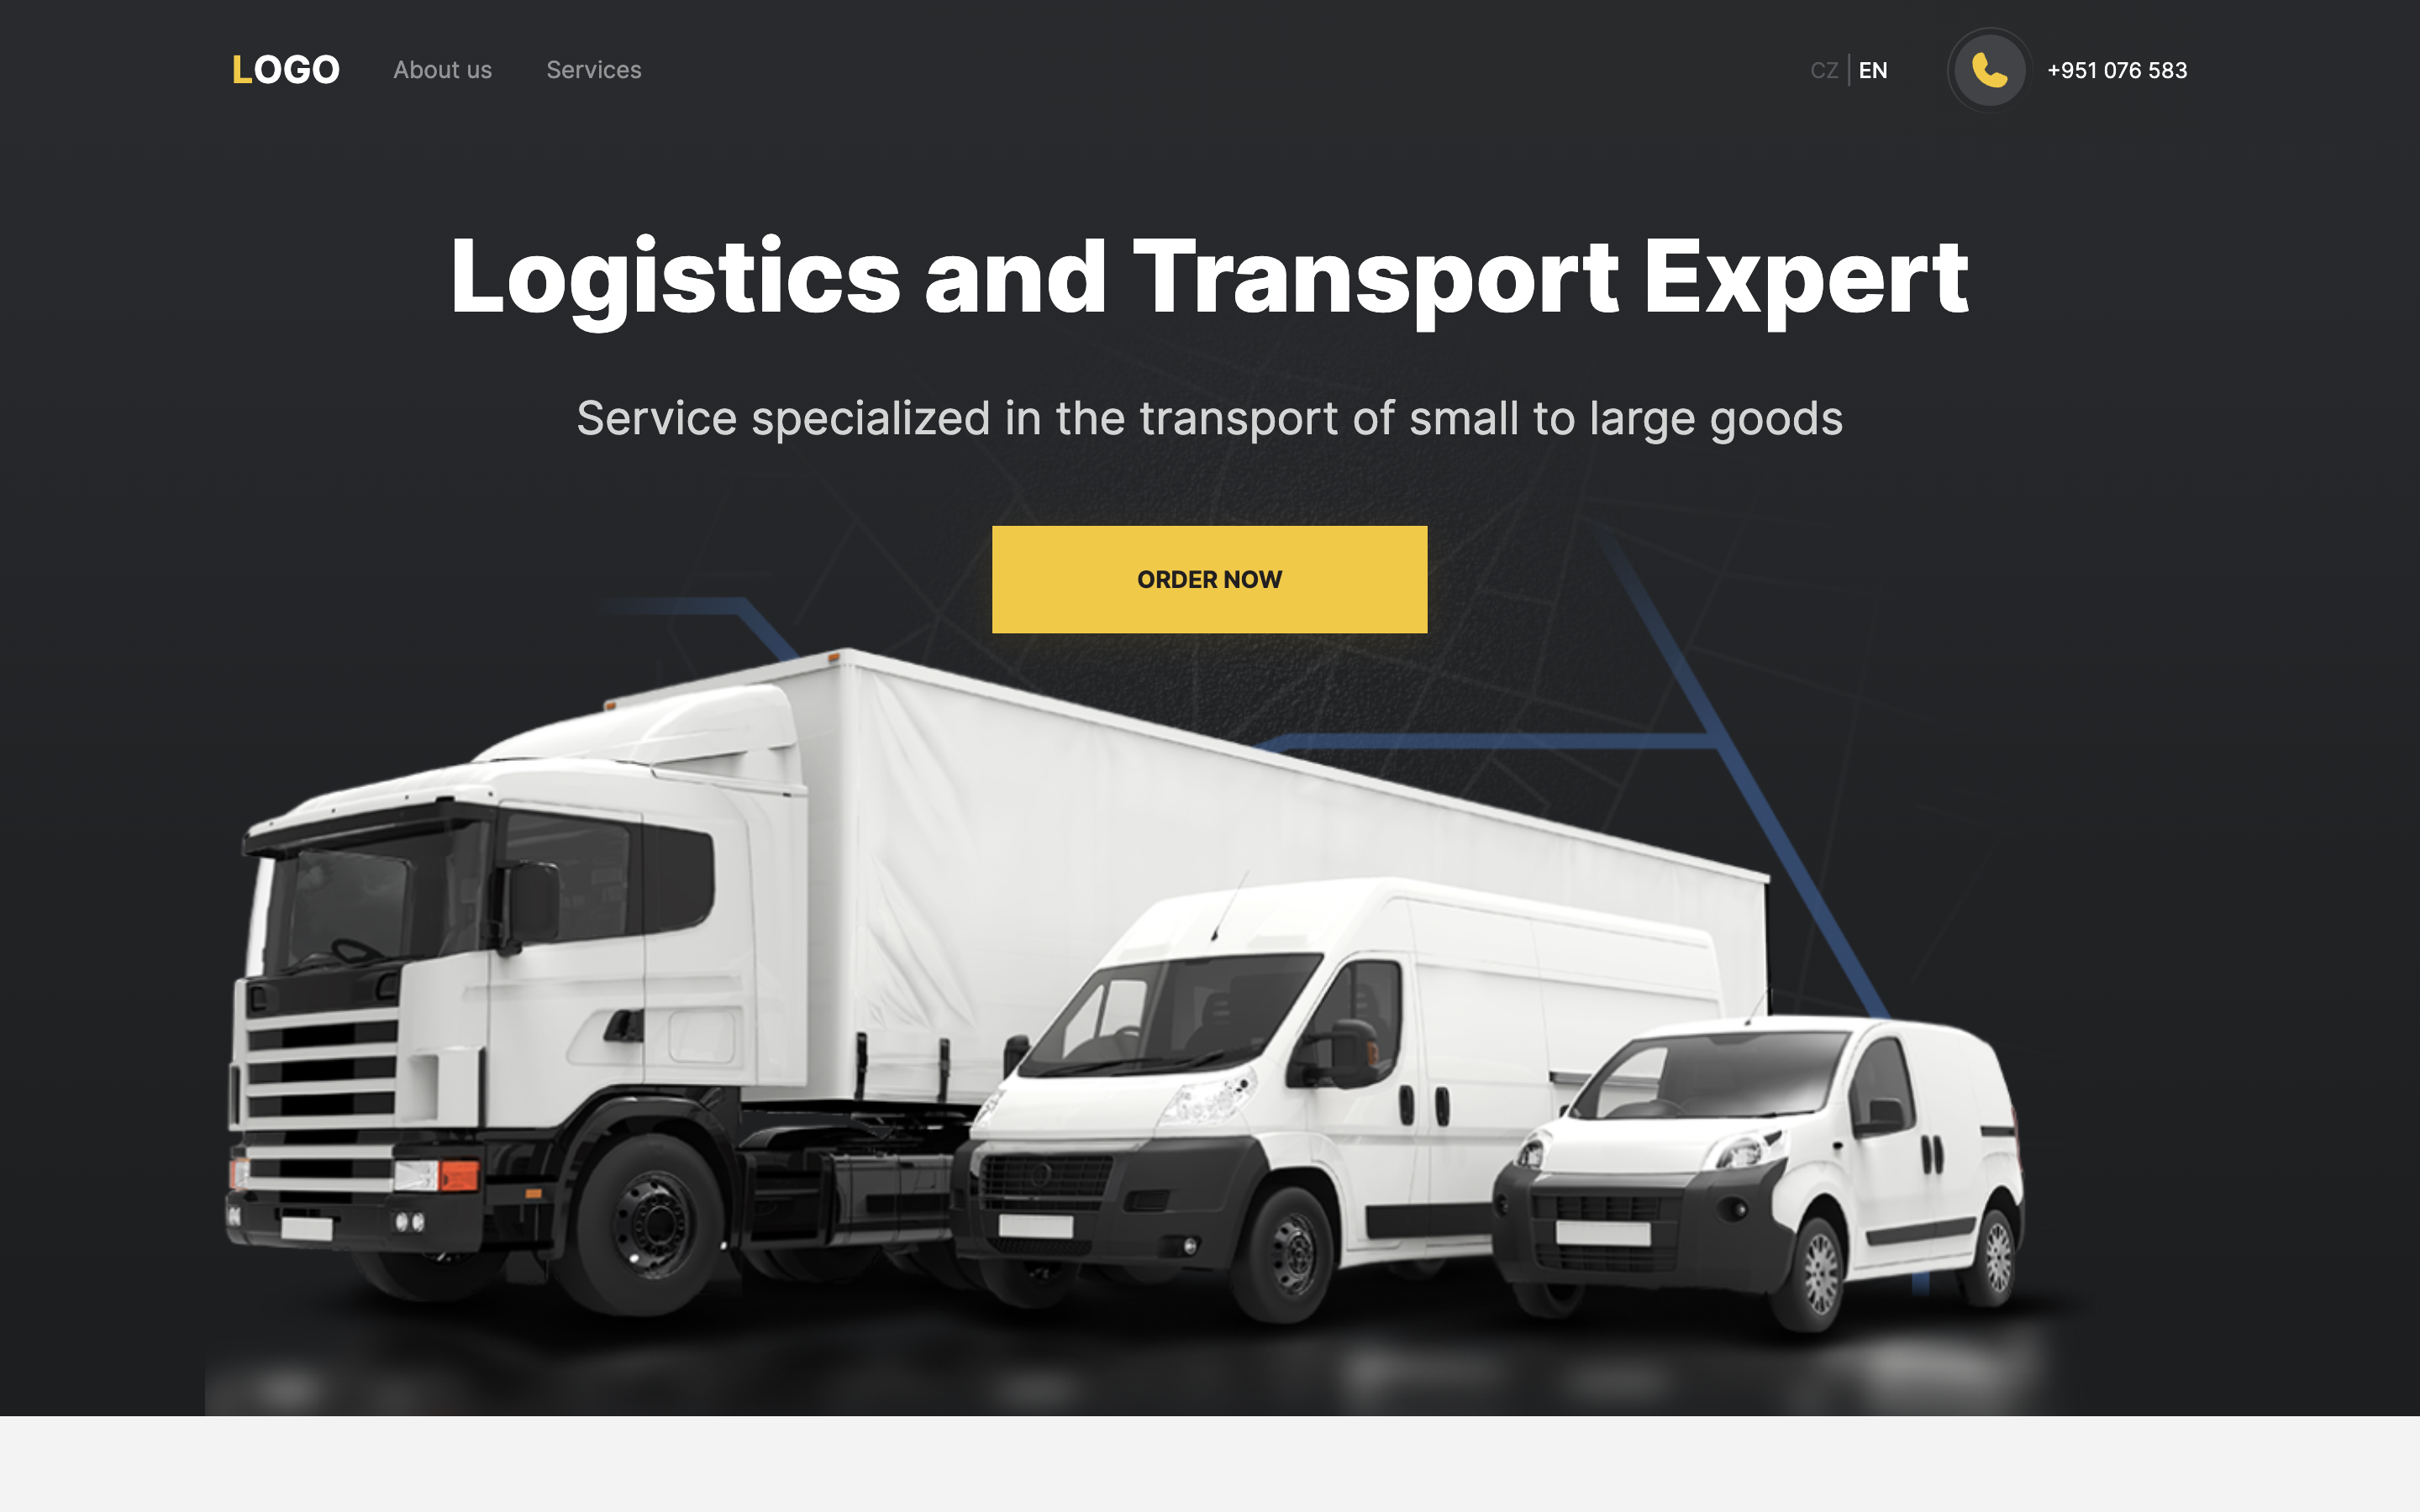 LOGO
About us
Services
CZ | EN
+951 076 583
Logistics and Transport Expert
Service specialized in the transport of small to large goods
ORDER NOW